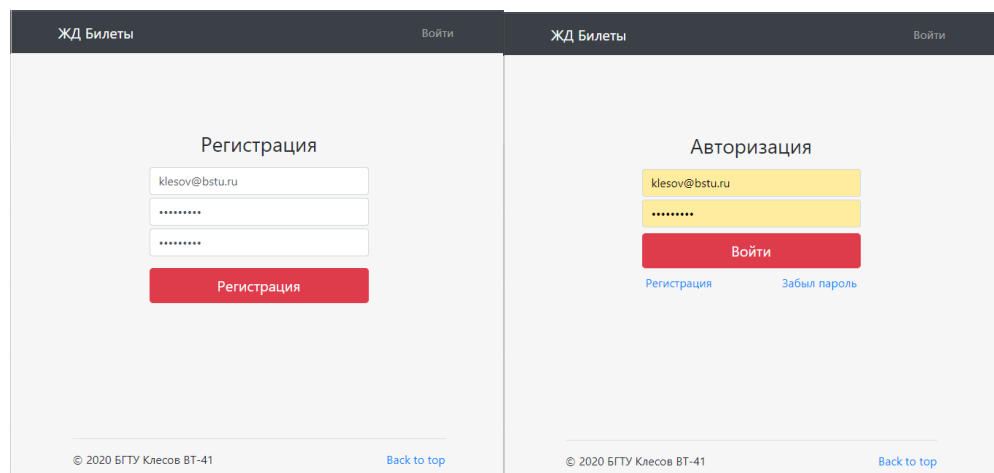 ЖД Билеты
Войти
Регистрация
klesov@bstu.ru
•••••••••
•••••••••
Регистрация
© 2020 БГТУ Клесов ВТ-41
Back to top
ЖД Билеты
Войти
Авторизация
klesov@bstu.ru
•••••••••
Войти
Регистрация
Забыл пароль
© 2020 БГТУ Клесов ВТ-41
Back to top